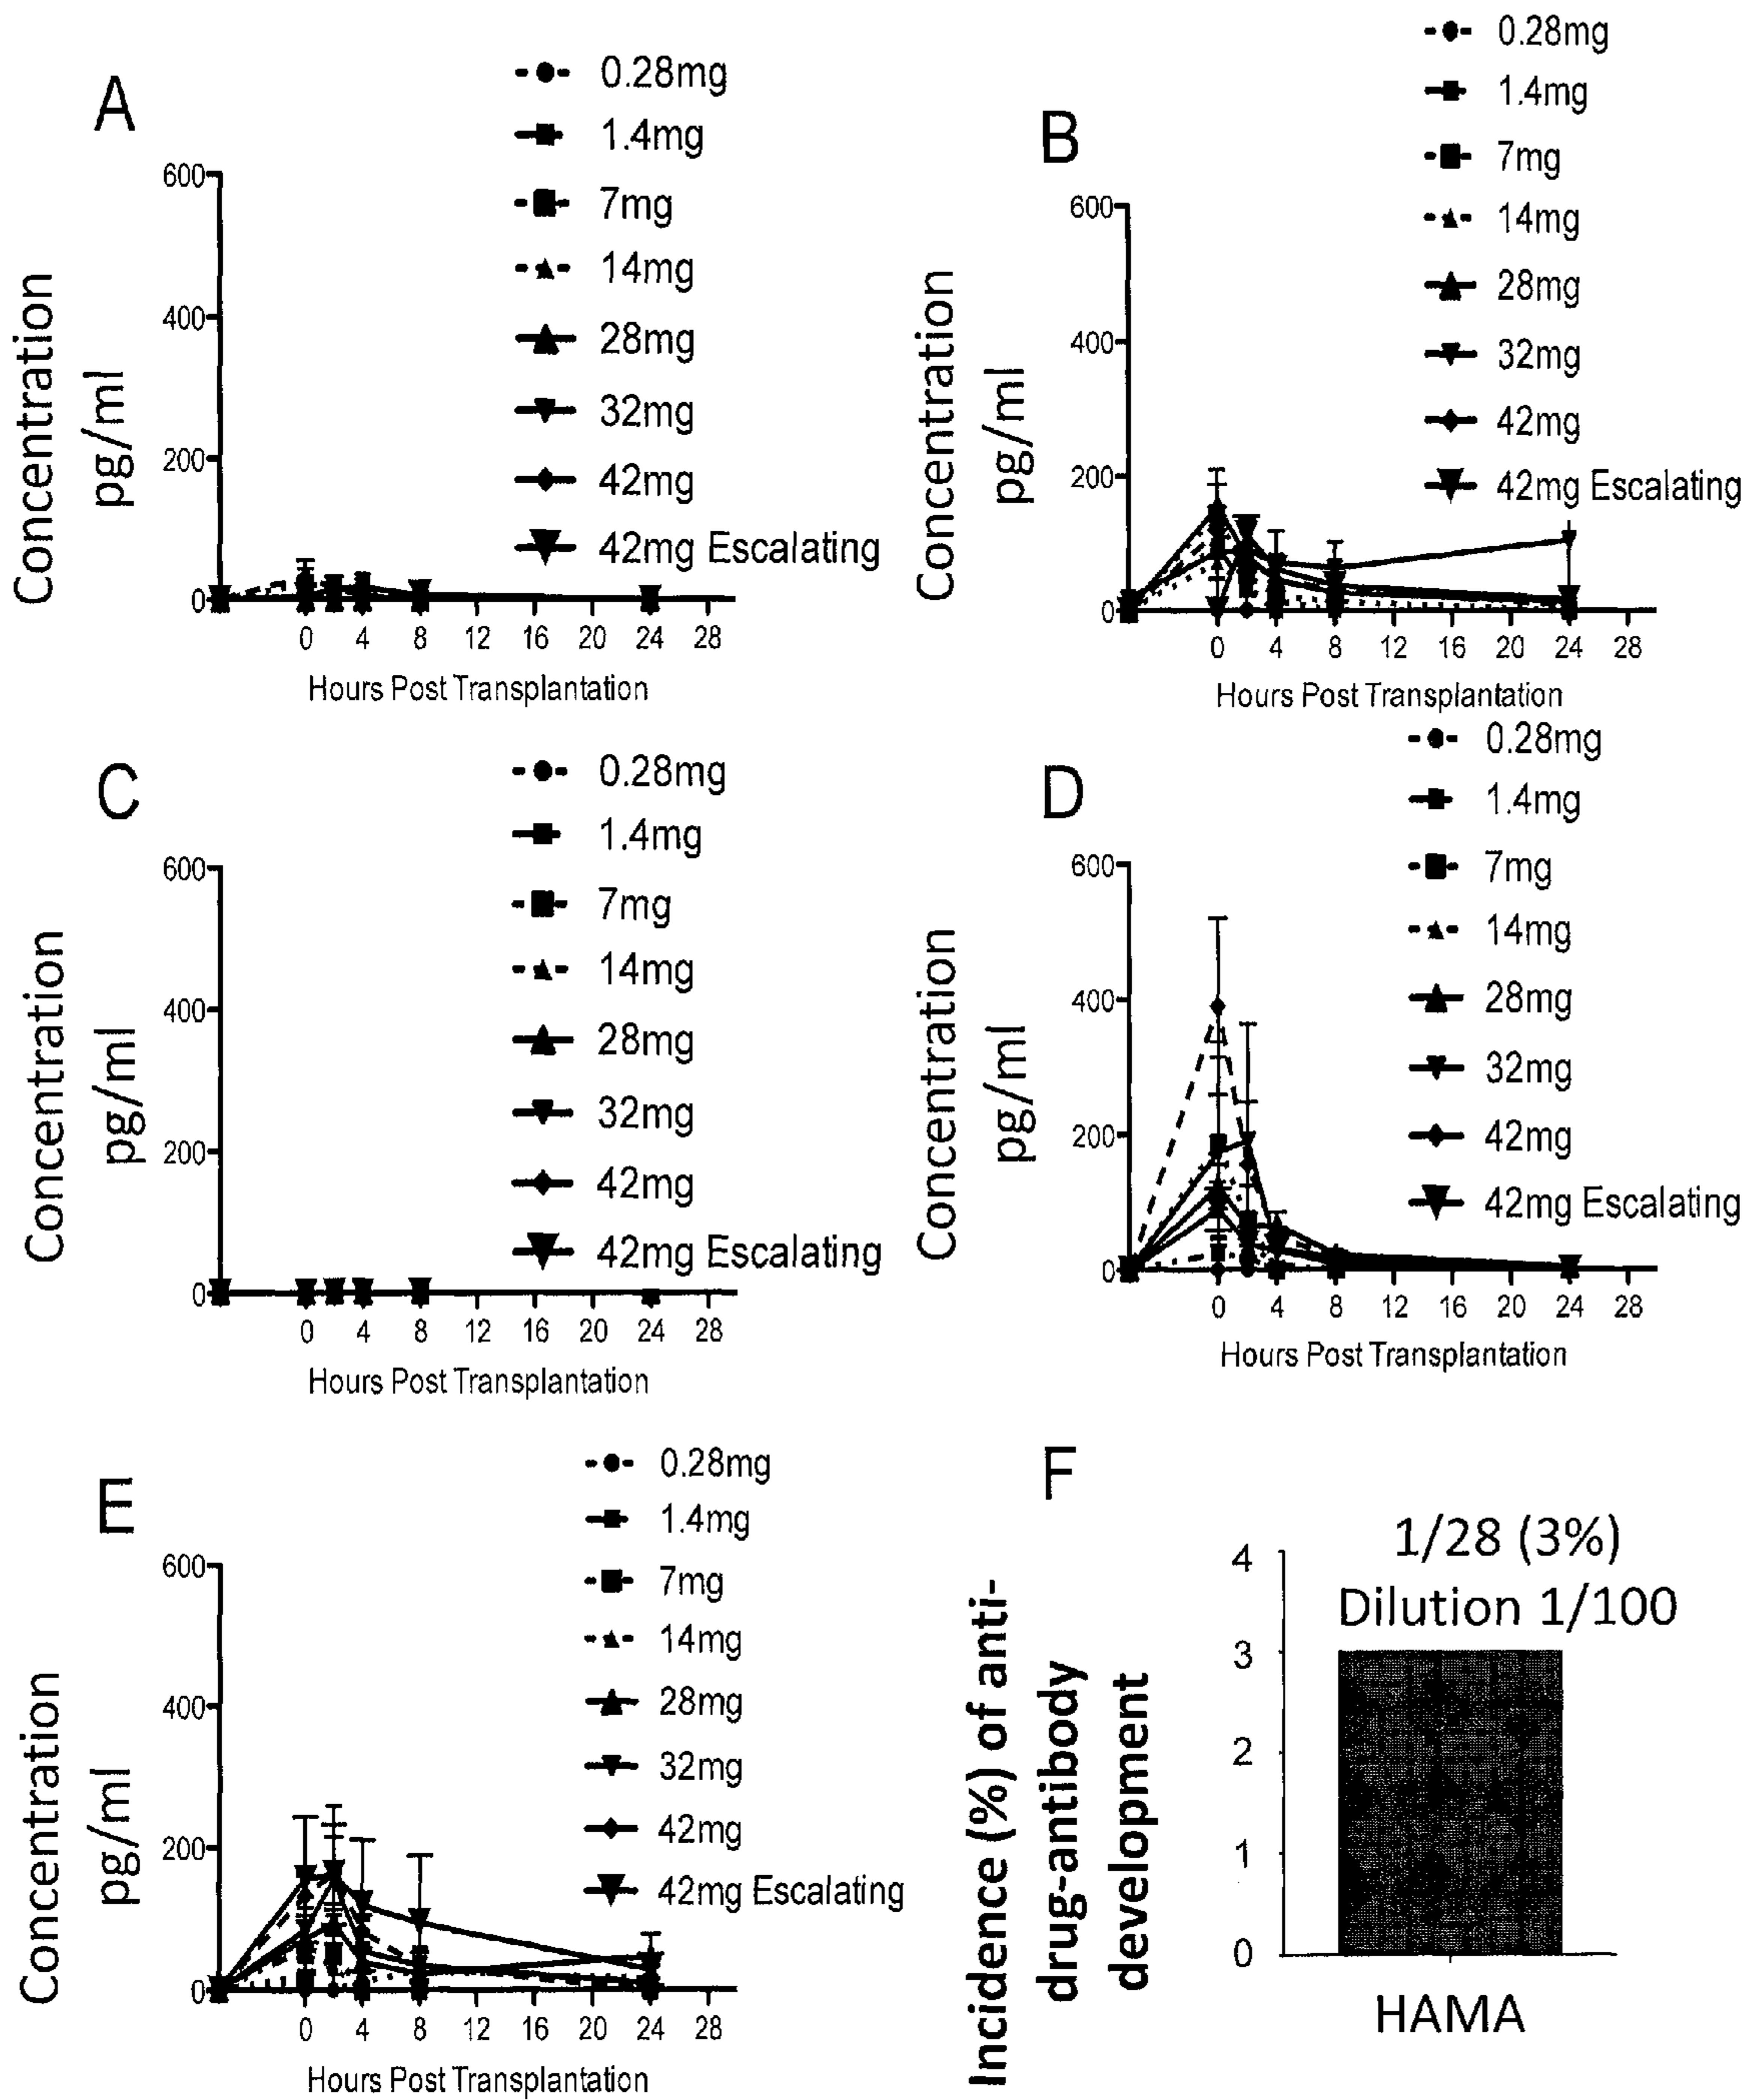 A
0.28mg
1.4mg
7mg
14mg
28mg
32mg
42mg
42mg Escalating
Concentration
pg/ml
600
400
200
0
0 4 8 12 16 20 24 28
Hours Post Transplantation
B
0.28mg
1.4mg
7mg
14mg
28mg
32mg
42mg
42mg Escalating
Concentration
pg/ml
600
400
200
0
0 4 8 12 16 20 24 28
Hours Post Transplantation
C
0.28mg
1.4mg
7mg
14mg
28mg
32mg
42mg
42mg Escalating
Concentration
pg/ml
600
400
200
0
0 4 8 12 16 20 24 28
Hours Post Transplantation
D
0.28mg
1.4mg
7mg
14mg
28mg
32mg
42mg
42mg Escalating
Concentration
pg/ml
600
400
200
0
0 4 8 12 16 20 24 28
Hours Post Transplantation
E
0.28mg
1.4mg
7mg
14mg
28mg
32mg
42mg
42mg Escalating
Concentration
pg/ml
600
400
200
0
0 4 8 12 16 20 24 28
Hours Post Transplantation
F
1/28 (3%)
Dilution 1/100
Incidence (%) of anti-
drug-antibody
development
4
3
2
1
0
HAMA